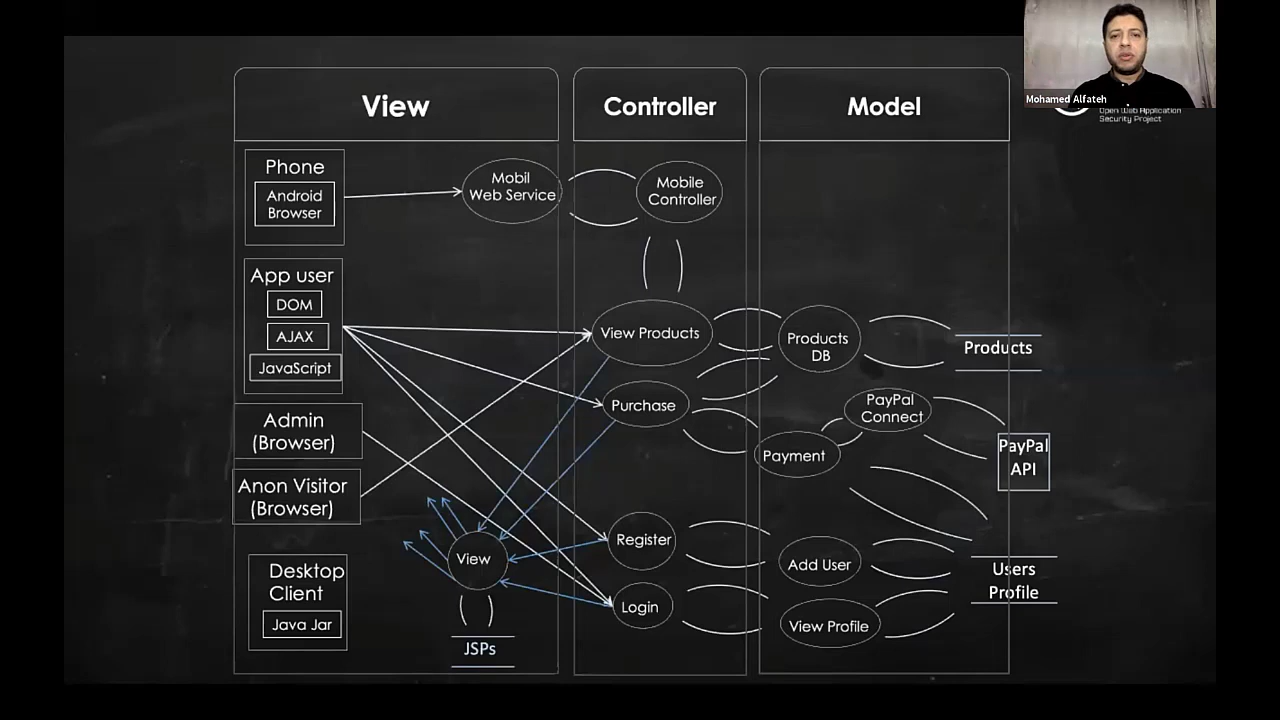 Mohamed Alfateh
Open Web Application
Security Project
View
Controller
Model
Phone
Android
Browser
Mobil
Web Service
Mobile
Controller
App user
DOM
AJAX
JavaScript
View Products
Products
DB
Products
Purchase
PayPal
Connect
Admin
(Browser)
Payment
PayPal
API
Anon Visitor
(Browser)
Register
View
Add User
Desktop
Client
Java Jar
Users
Profile
Login
View Profile
JSPs